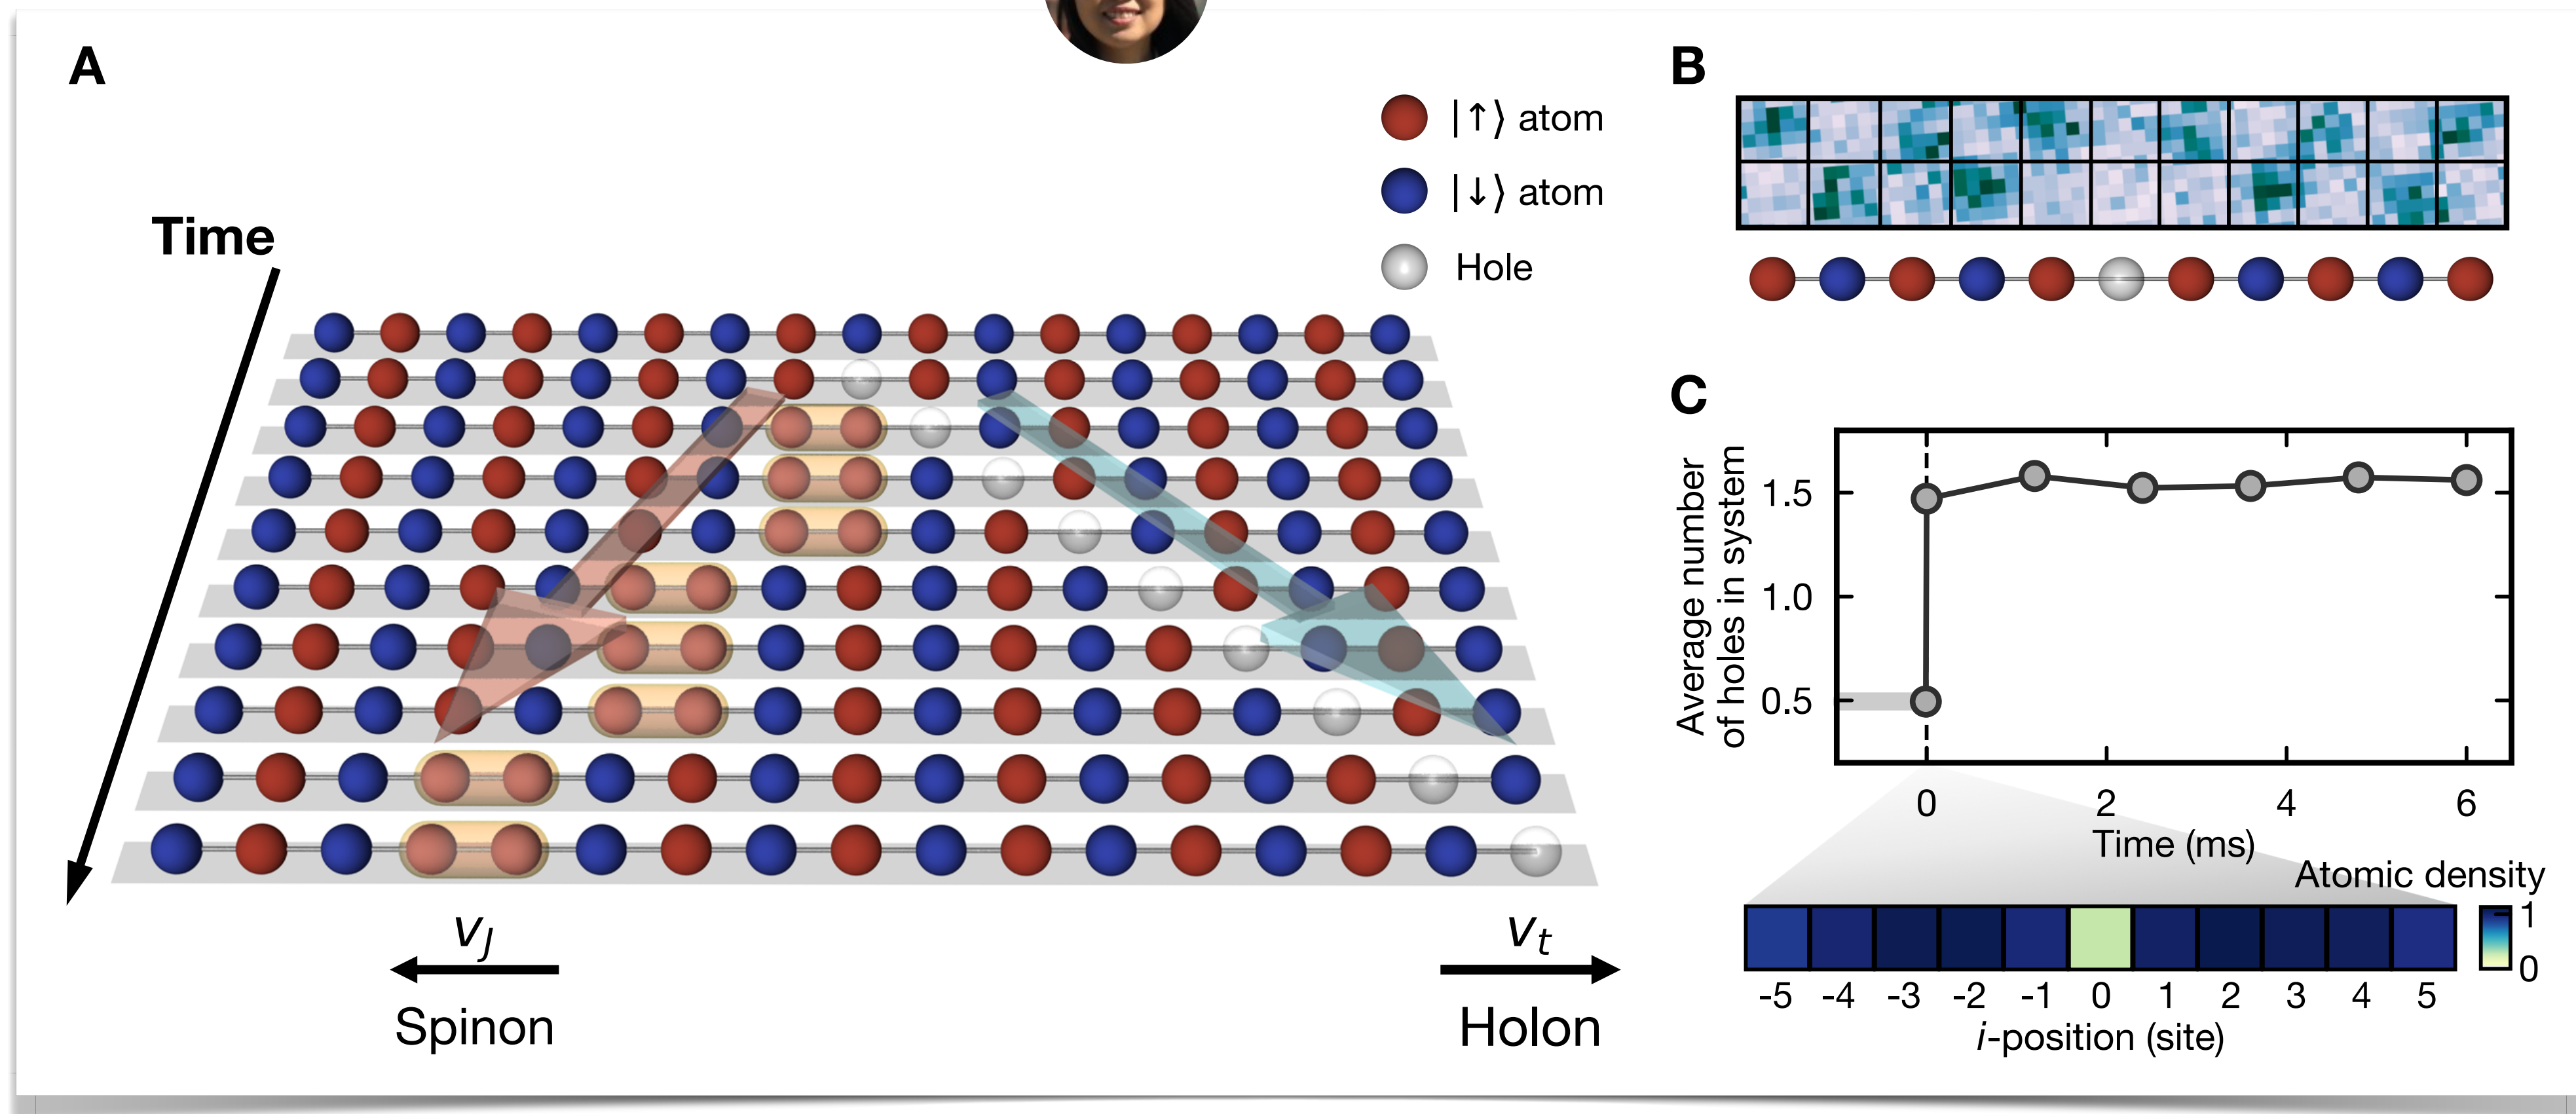 A
|↑⟩ atom
|↓⟩ atom
Hole
Time
v_J
Spinon
v_t
Holon
B
C
Average number
of holes in system
1.5
1.0
0.5
0 2 4 6
Time (ms)
Atomic density
1
0
-5 -4 -3 -2 -1 0 1 2 3 4 5
i-position (site)